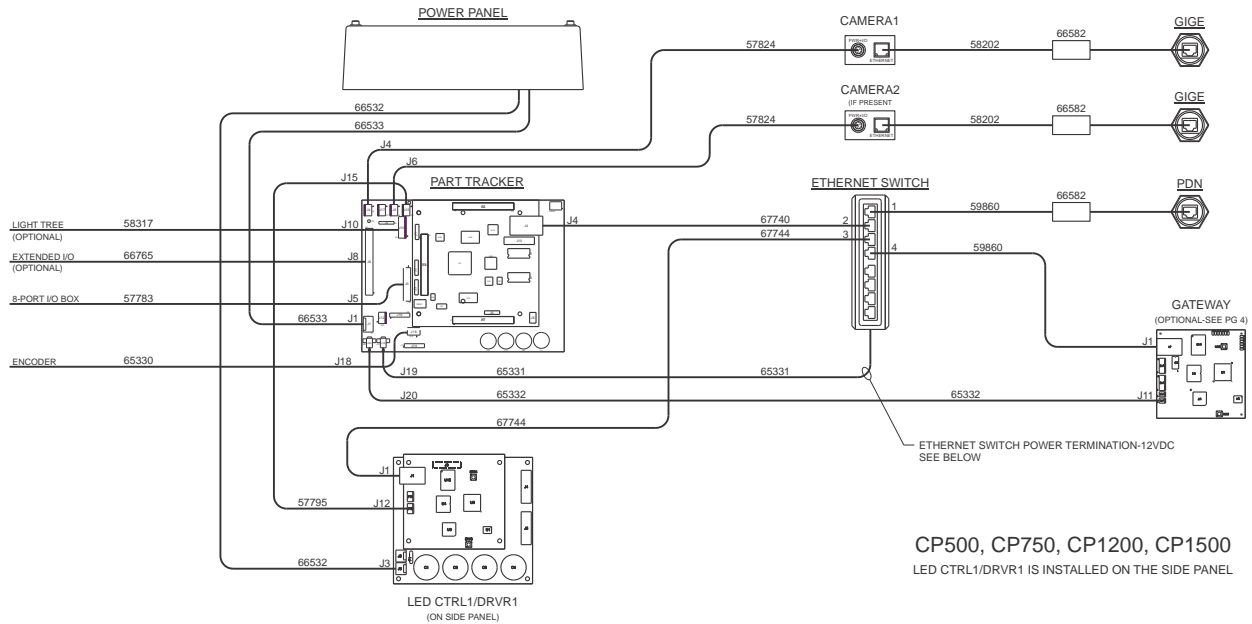 POWER PANEL
CAMERA1
GIGE
PWR+I/O
ETHERNET
57824
58202
66582
CAMERA2
(IF PRESENT
GIGE
PWR+I/O
ETHERNET
57824
58202
66582
66532
66533
J4
J6
J15
PART TRACKER
ETHERNET SWITCH
PDN
LIGHT TREE
(OPTIONAL)
58317
J10
J4
67740
67744
1
2
3
4
59860
66582
59860
EXTENDED I/O
(OPTIONAL)
66765
J8
8-PORT I/O BOX
57783
J5
66533
J1
GATEWAY
(OPTIONAL-SEE PG 4)
J1
ENCODER
65330
J18
J19
65331
65331
J20
65332
65332
J11
67744
ETHERNET SWITCH POWER TERMINATION-12VDC
SEE BELOW
J1
57795
J12
66532
J3
LED CTRL1/DRVR1
(ON SIDE PANEL)
CP500, CP750, CP1200, CP1500
LED CTRL1/DRVR1 IS INSTALLED ON THE SIDE PANEL